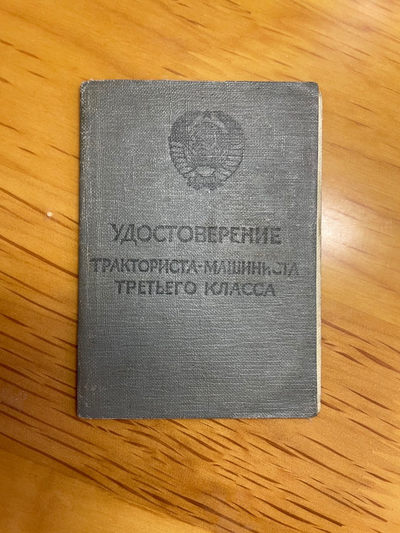 УДОСТОВЕРЕНИЕ
ТРАКТОРИСТА-МАШИНИСТА
ТРЕТЬЕГО КЛАССА